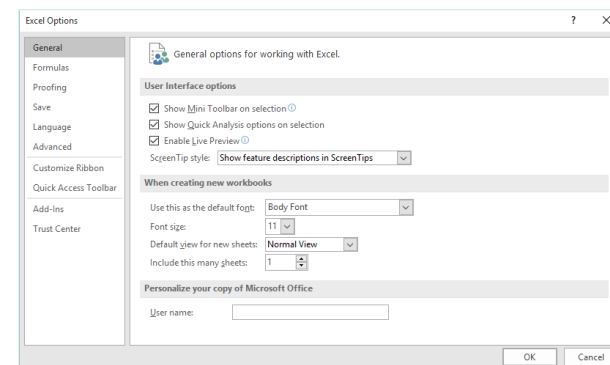 Excel Options ? ✕
General
Formulas
Proofing
Save
Language
Advanced
Customize Ribbon
Quick Access Toolbar
Add-Ins
Trust Center
General options for working with Excel.
User Interface options
Show Mini Toolbar on selection
Show Quick Analysis options on selection
Enable Live Preview
ScreenTip style: Show feature descriptions in ScreenTips
When creating new workbooks
Use this as the default font: Body Font
Font size: 11
Default view for new sheets: Normal View
Include this many sheets: 1
Personalize your copy of Microsoft Office
User name:
OK Cancel